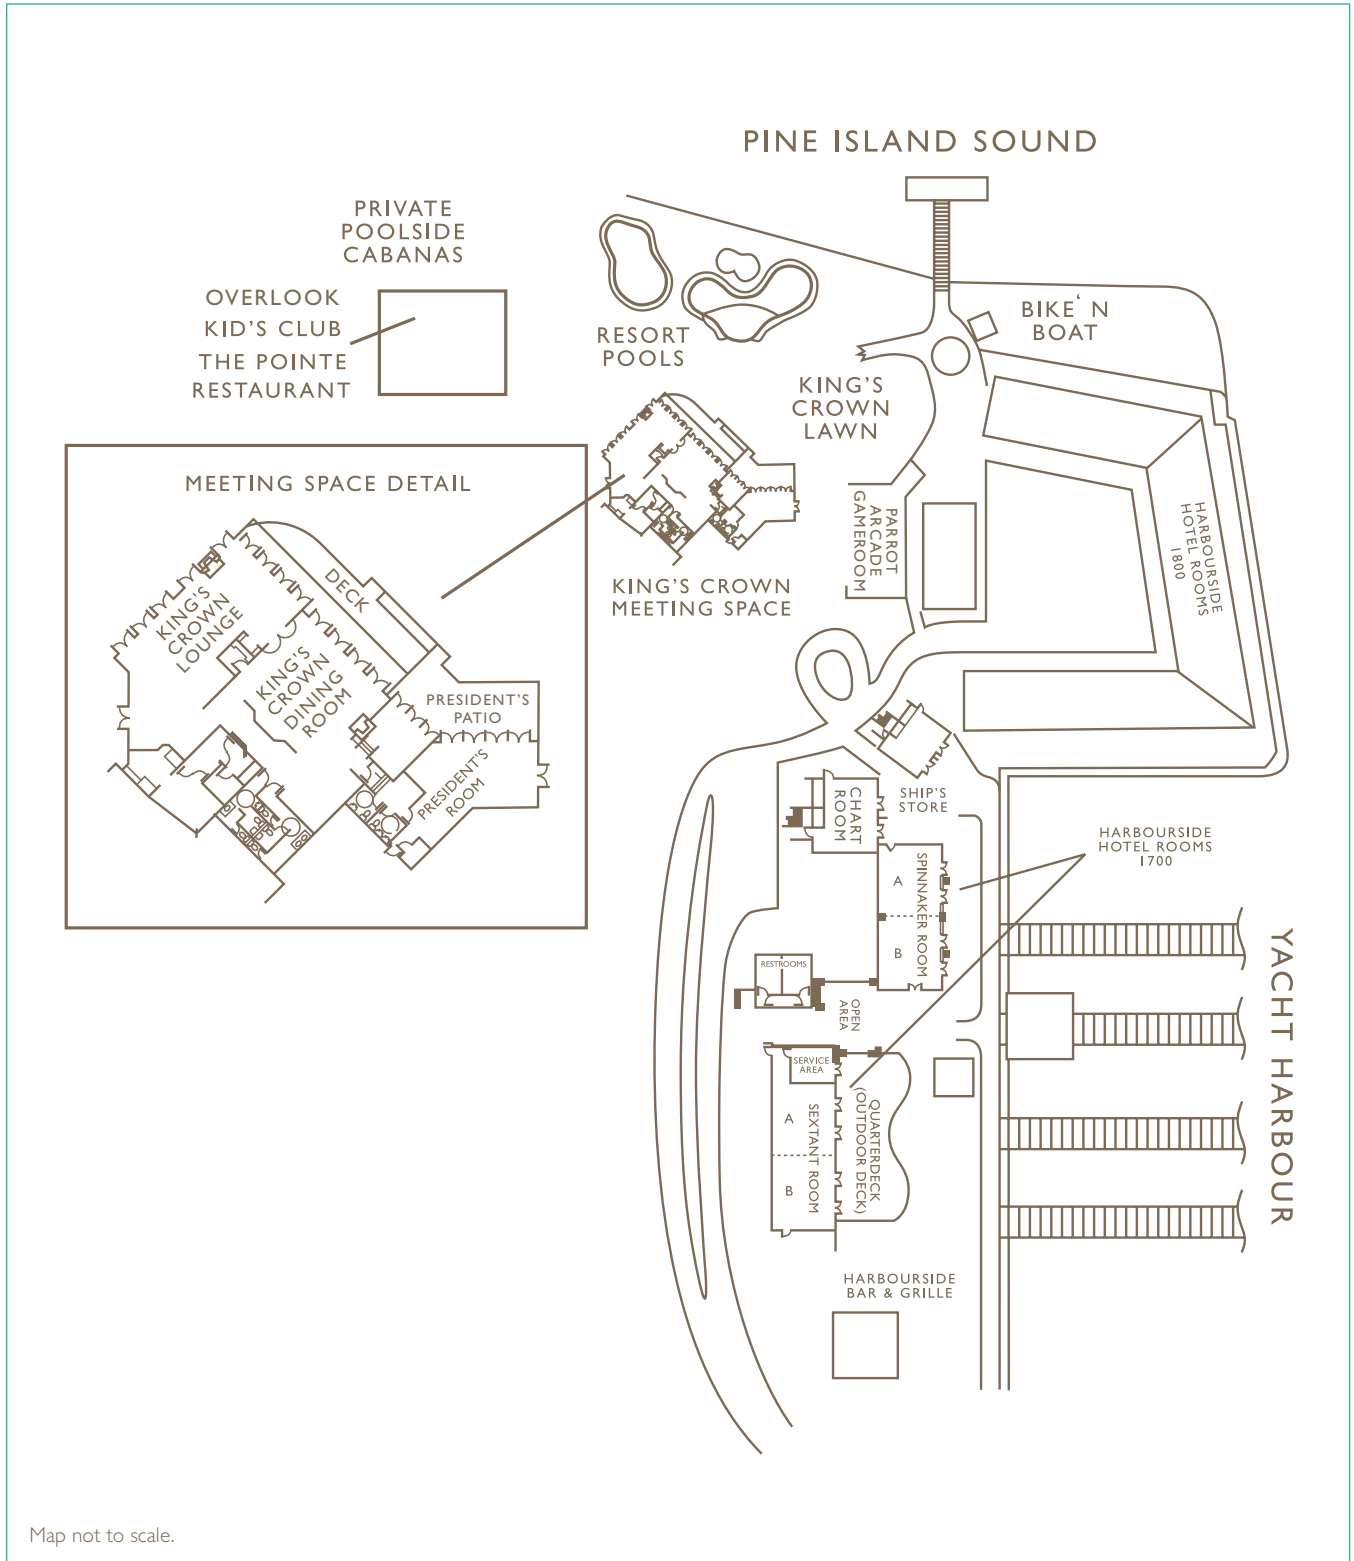 PINE ISLAND SOUND
PRIVATE
POOLSIDE
CABANAS
OVERLOOK
KID'S CLUB
THE POINTE
RESTAURANT
RESORT
POOLS
BIKE' N
BOAT
KING'S
CROWN
LAWN
PARROT
ARCADE
GAMEROOM
HARBOURSIDE
HOTEL ROOMS
1800
KING'S CROWN
MEETING SPACE
MEETING SPACE DETAIL
DECK
KING'S
CROWN
LOUNGE
KING'S
CROWN
DINING
ROOM
PRESIDENT'S
PATIO
PRESIDENT'S
ROOM
SHIP'S
STORE
CHART
ROOM
HARBOURSIDE
HOTEL ROOMS
1700
A
SPINNAKER ROOM
B
RESTROOMS
OPEN
AREA
YACHT HARBOUR
SERVICE
AREA
A
SEXTANT ROOM
B
QUARTERDECK
(OUTDOOR DECK)
HARBOURSIDE
BAR & GRILLE
Map not to scale.